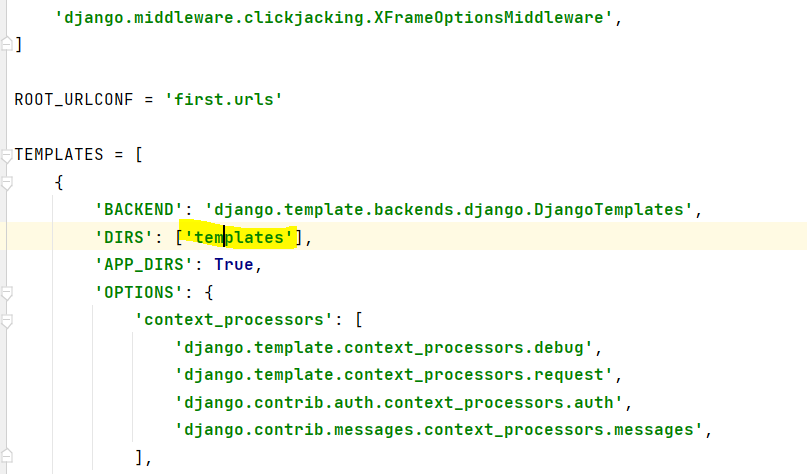 'django.middleware.clickjacking.XFrameOptionsMiddleware',
]
ROOT_URLCONF = 'first.urls'
TEMPLATES = [
{
'BACKEND': 'django.template.backends.django.DjangoTemplates',
'DIRS': ['templates'],
'APP_DIRS': True,
'OPTIONS': {
'context_processors': [
'django.template.context_processors.debug',
'django.template.context_processors.request',
'django.contrib.auth.context_processors.auth',
'django.contrib.messages.context_processors.messages',
],